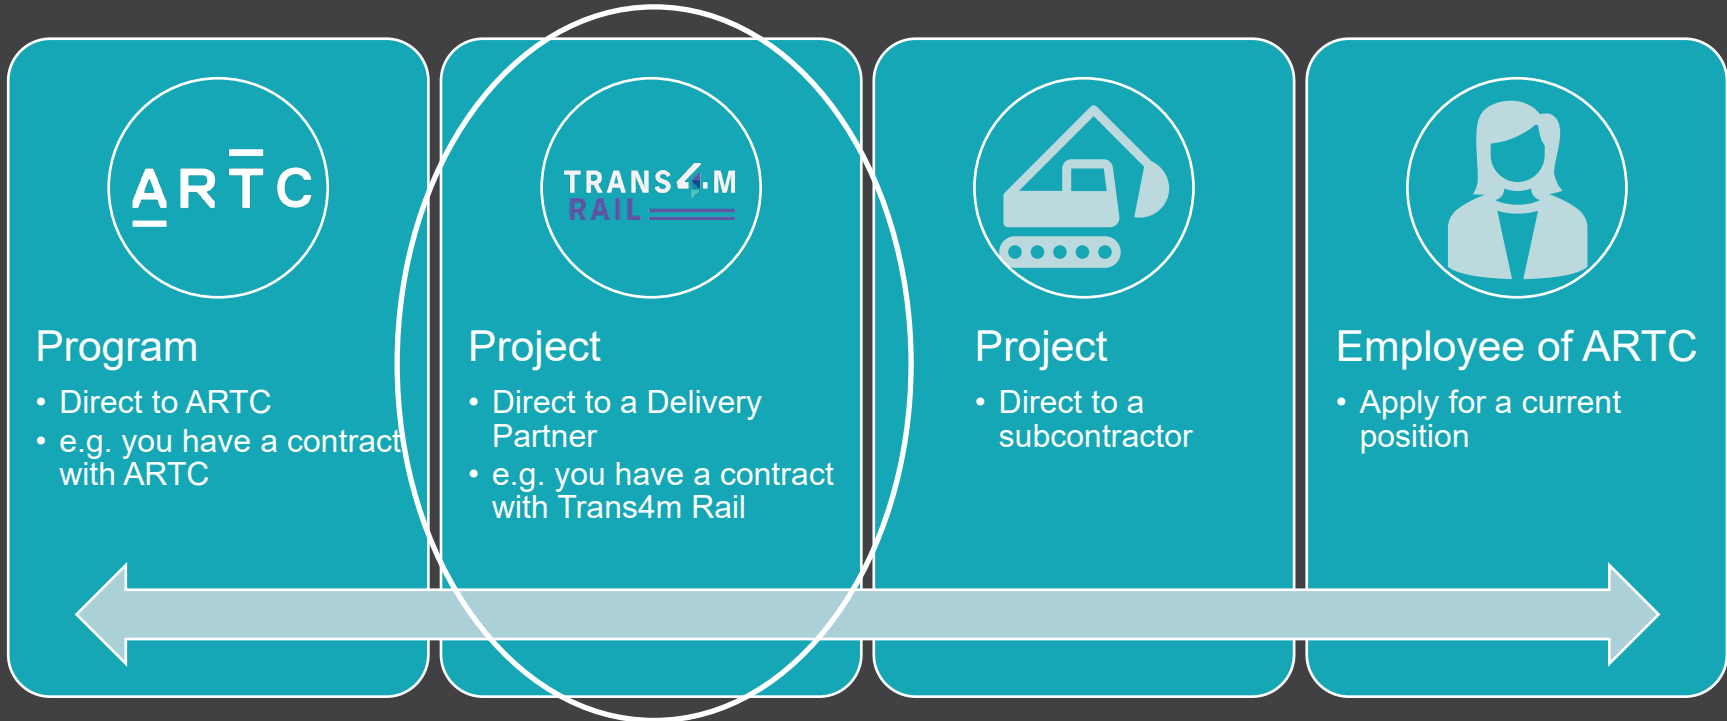 ARTC
Program
• Direct to ARTC
• e.g. you have a contract
with ARTC
TRANS4M
RAIL
Project
• Direct to a Delivery
Partner
• e.g. you have a contract
with Trans4m Rail
Project
• Direct to a
subcontractor
Employee of ARTC
• Apply for a current
position